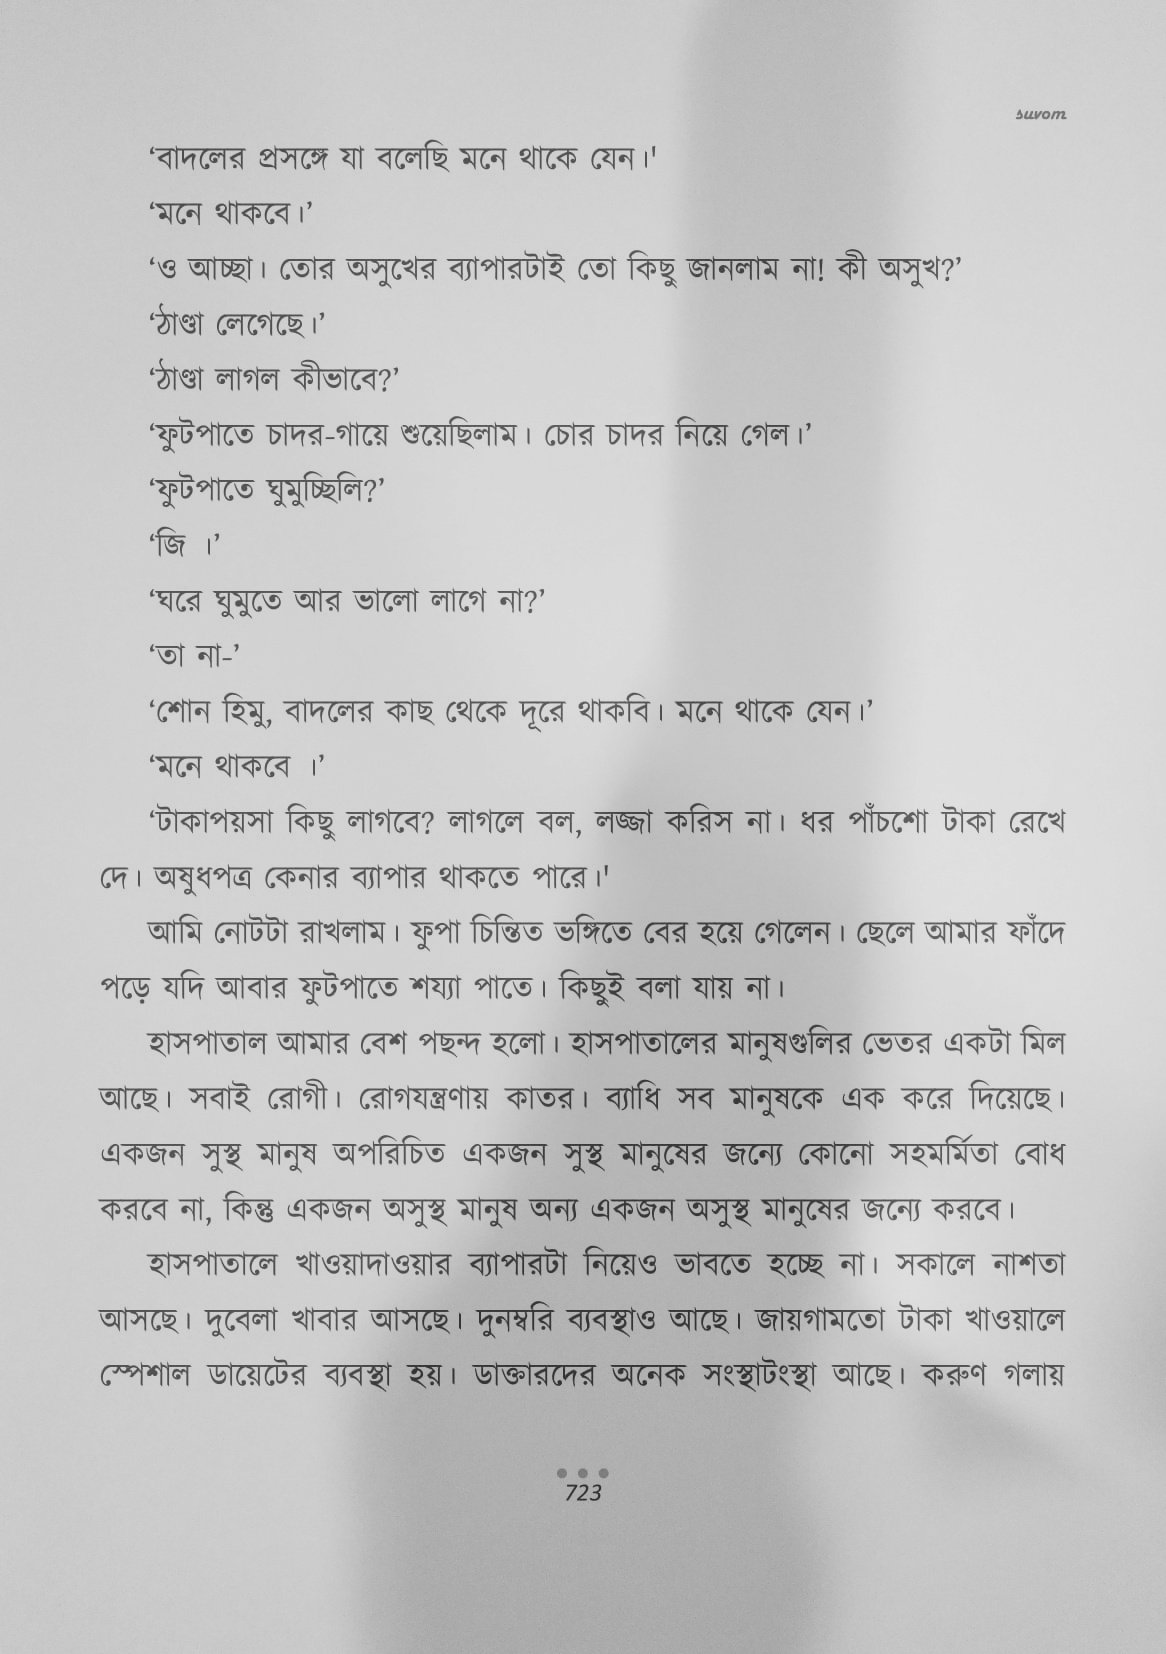 suvom
‘বাদলের প্রসঙ্গে যা বলেছি মনে থাকে যেন।'
‘মনে থাকবে।’
‘ও আচ্ছা। তোর অসুখের ব্যাপারটাই তো কিছু জানলাম না! কী অসুখ?’
‘ঠাণ্ডা লেগেছে।’
‘ঠাণ্ডা লাগল কীভাবে?’
‘ফুটপাতে চাদর-গায়ে শুয়েছিলাম। চোর চাদর নিয়ে গেল।’
‘ফুটপাতে ঘুমুচ্ছিলি?’
‘জি ।’
‘ঘরে ঘুমুতে আর ভালো লাগে না?’
‘তা না-’
‘শোন হিমু, বাদলের কাছ থেকে দূরে থাকবি। মনে থাকে যেন।’
‘মনে থাকবে ।’
‘টাকাপয়সা কিছু লাগবে? লাগলে বল, লজ্জা করিস না। ধর পাঁচশো টাকা রেখে
দে। অষুধপত্র কেনার ব্যাপার থাকতে পারে।'
আমি নোটটা রাখলাম। ফুপা চিন্তিত ভঙ্গিতে বের হয়ে গেলেন। ছেলে আমার ফাঁদে
পড়ে যদি আবার ফুটপাতে শয্যা পাতে। কিছুই বলা যায় না।
হাসপাতাল আমার বেশ পছন্দ হলো। হাসপাতালের মানুষগুলির ভেতর একটা মিল
আছে। সবাই রোগী। রোগযন্ত্রণায় কাতর। ব্যাধি সব মানুষকে এক করে দিয়েছে।
একজন সুস্থ মানুষ অপরিচিত একজন সুস্থ মানুষের জন্যে কোনো সহমর্মিতা বোধ
করবে না, কিন্তু একজন অসুস্থ মানুষ অন্য একজন অসুস্থ মানুষের জন্যে করবে।
হাসপাতালে খাওয়াদাওয়ার ব্যাপারটা নিয়েও ভাবতে হচ্ছে না। সকালে নাশতা
আসছে। দুবেলা খাবার আসছে। দুনম্বরি ব্যবস্থাও আছে। জায়গামতো টাকা খাওয়ালে
স্পেশাল ডায়েটের ব্যবস্থা হয়। ডাক্তারদের অনেক সংস্থাটংস্থা আছে। করুণ গলায়
723